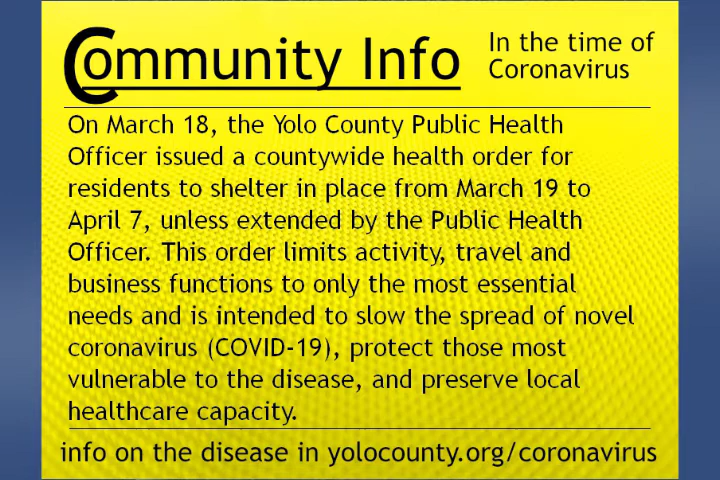 Community Info
In the time of
Coronavirus
On March 18, the Yolo County Public Health
Officer issued a countywide health order for
residents to shelter in place from March 19 to
April 7, unless extended by the Public Health
Officer. This order limits activity, travel and
business functions to only the most essential
needs and is intended to slow the spread of novel
coronavirus (COVID-19), protect those most
vulnerable to the disease, and preserve local
healthcare capacity.
info on the disease in yolocounty.org/coronavirus